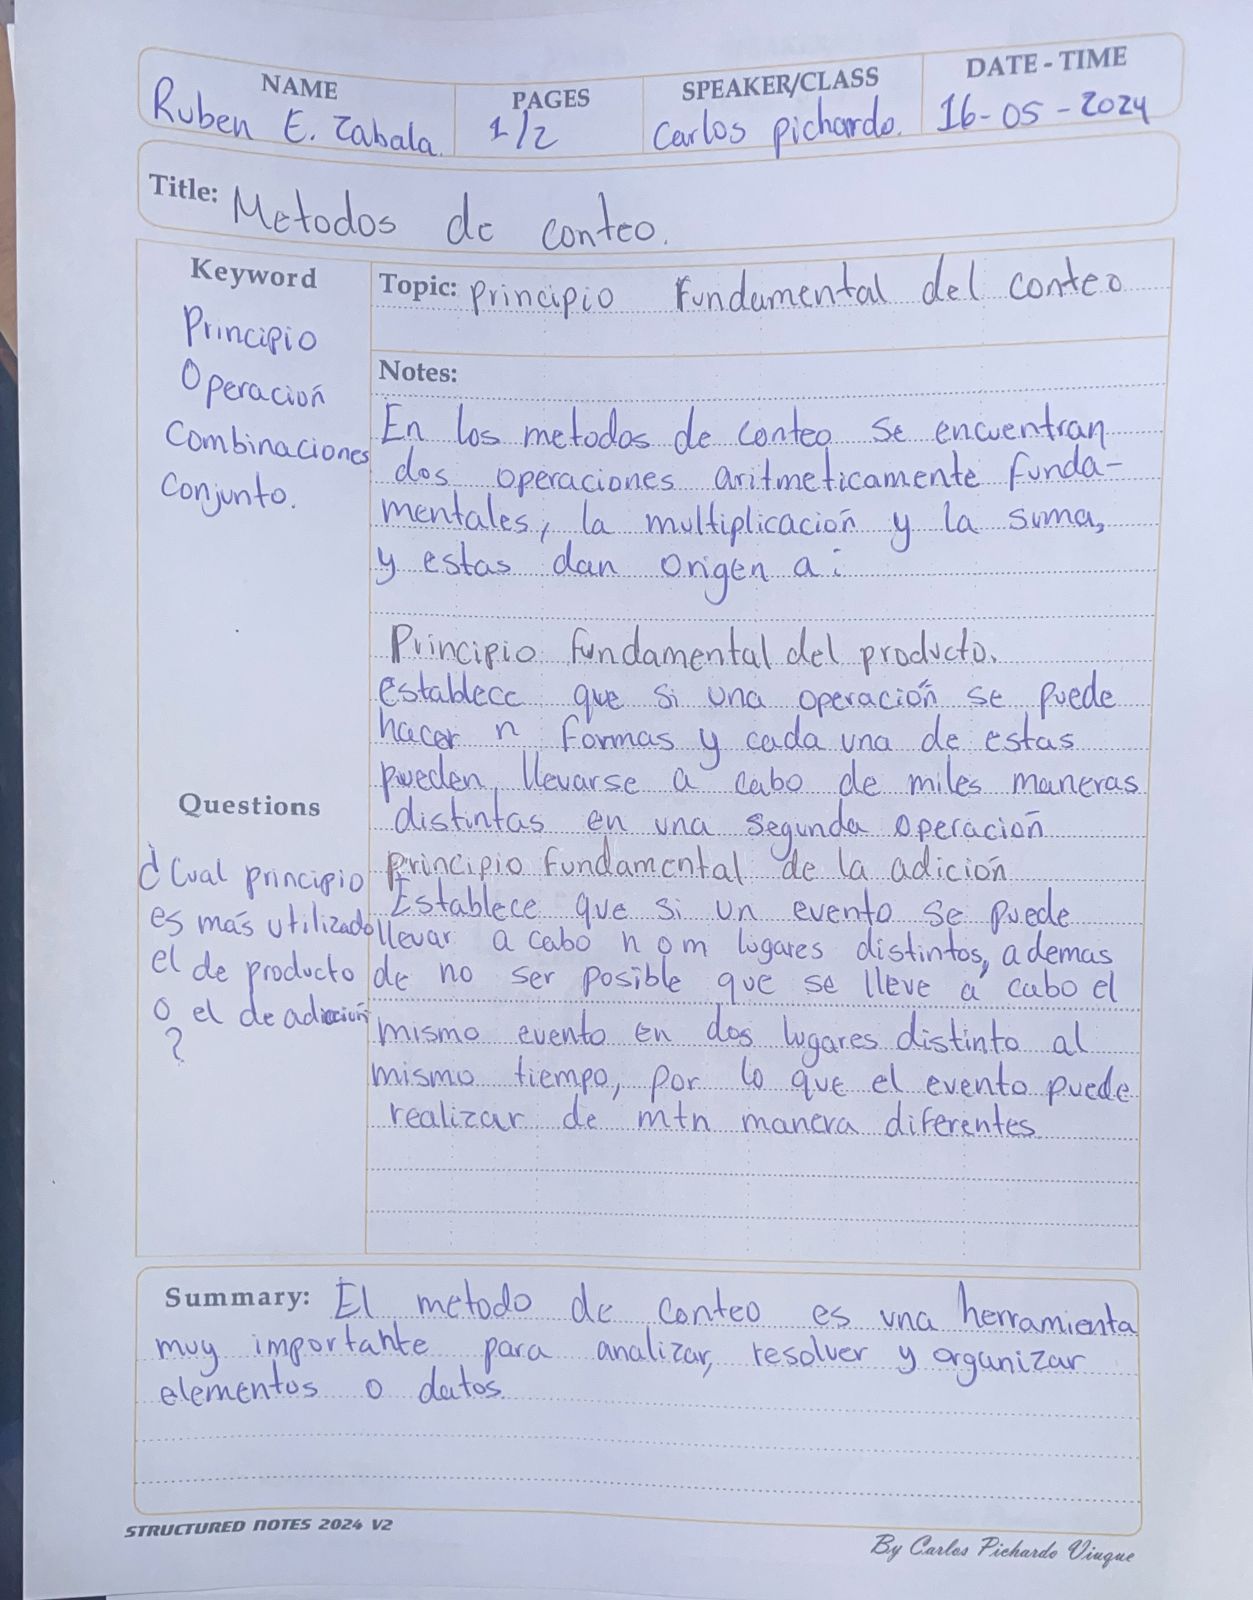 NAME
Ruben E. Zabala.
PAGES
1/2
SPEAKER/CLASS
Carlos pichardo.
DATE - TIME
16-05-2024
Title: Metodos de conteo.
Keyword
Principio
Operación
Combinaciones
Conjunto.
Topic: Principio Fundamental del conteo
Notes:
En los metodos de conteo se encuentran
dos operaciones aritmeticamente funda-
mentales, la multiplicación y la suma,
y estas dan origen a:
Principio fundamental del producto.
establece que si una operación se puede
hacer n formas y cada una de estas
pueden llevarse a cabo de miles maneras
distintas en una segunda operación
Principio fundamental de la adición
Establece que si un evento se puede
llevar a cabo n o m lugares distintos, ademas
de no ser posible que se lleve a cabo el
mismo evento en dos lugares distinto al
mismo tiempo, por lo que el evento puede
realizar de m+n manera diferentes
Questions
¿Cual principio
es más utilizado
el de producto
o el de adición
?
Summary: El metodo de conteo es una herramienta
muy importante para analizar, resolver y organizar
elementos o datos.
STRUCTURED NOTES 2024 V2
By Carlos Pichardo Viuque